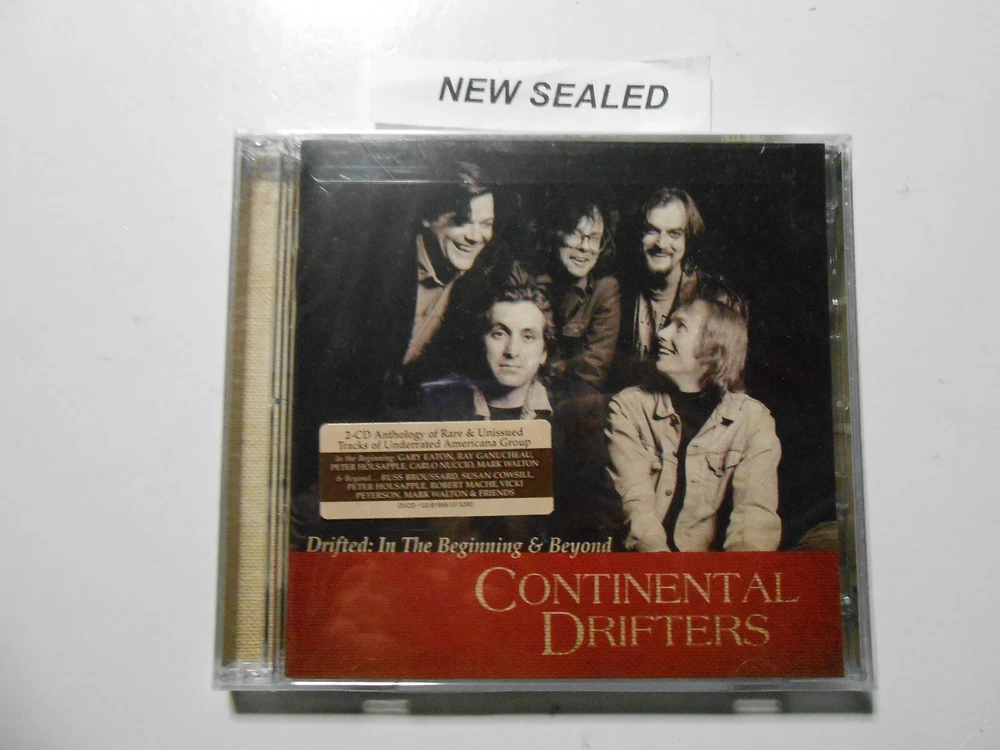 NEW SEALED
2-CD Anthology of Rare & Unissued
Tracks of Underrated Americana Group
In the Beginning: GARY EATON, RAY GANUCHEAU,
PETER HOLSAPPLE, CARLO NUCCIO, MARK WALTON
& Beyond... RUSS BROUSSARD, SUSAN COWSILL,
PETER HOLSAPPLE, ROBERT MACHE, VICKI
PETERSON, MARK WALTON & FRIENDS
Drifted: In The Beginning & Beyond
CONTINENTAL
DRIFTERS